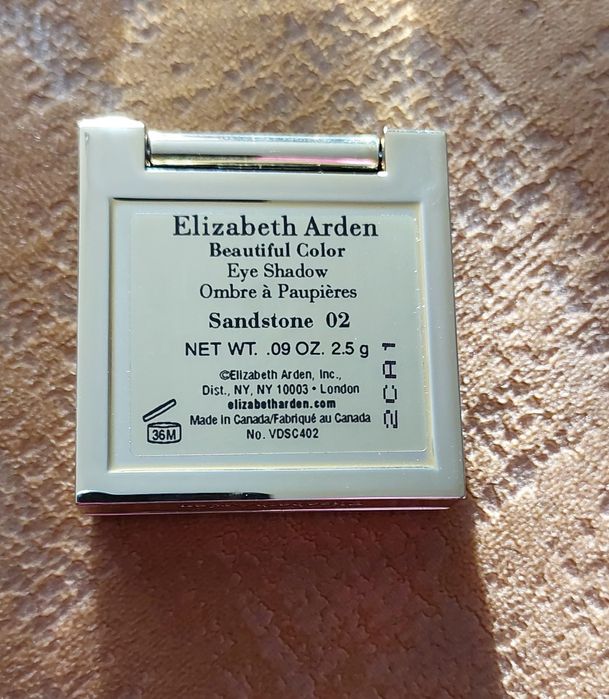 Elizabeth Arden
Beautiful Color
Eye Shadow
Ombre à Paupières
Sandstone 02
NET WT. .09 OZ. 2.5 g
©Elizabeth Arden, Inc.,
Dist., NY, NY 10003 • London
elizabetharden.com
Made in Canada/Fabriqué au Canada
No. VDSC402
36M
2CA1